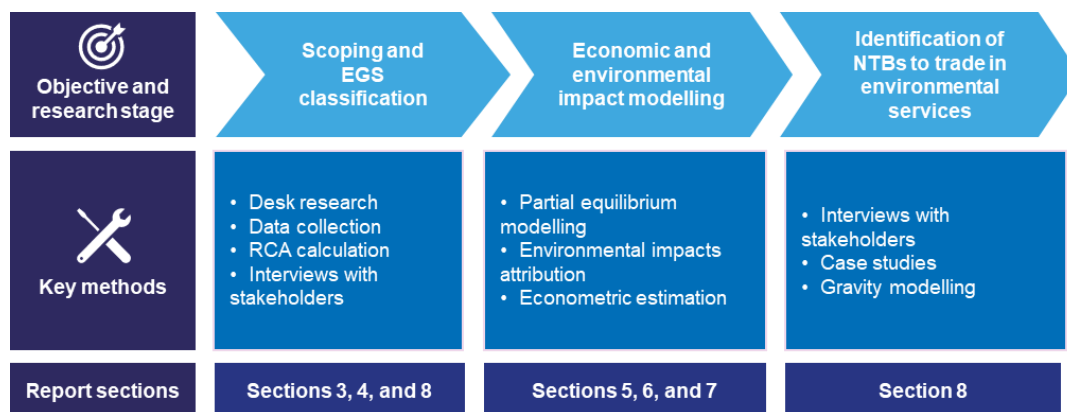 Objective and
research stage
Scoping and
EGS
classification
Economic and
environmental
impact modelling
Identification of
NTBs to trade in
environmental
services
Key methods
• Desk research
• Data collection
• RCA calculation
• Interviews with
stakeholders
• Partial equilibrium
modelling
• Environmental impacts
attribution
• Econometric estimation
• Interviews with
stakeholders
• Case studies
• Gravity modelling
Report sections
Sections 3, 4, and 8
Sections 5, 6, and 7
Section 8